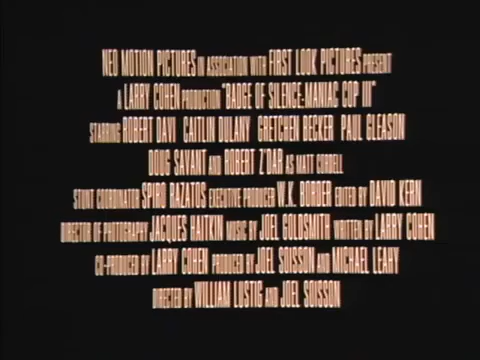 NEO MOTION PICTURES IN ASSOCIATION WITH FIRST LOOK PICTURES PRESENT
A LARRY COHEN PRODUCTION "BADGE OF SILENCE-MANIAC COP III"
STARRING ROBERT DAVI CAITLIN DULANY GRETCHEN BECKER PAUL GLEASON
DOUG SAVANT AND ROBERT Z'DAR AS MATT CORDELL
STUNT COORDINATOR SPIRO RAZATOS EXECUTIVE PRODUCER W.K. BORDER EDITED BY DAVID KERN
DIRECTOR OF PHOTOGRAPHY JACQUES HAITKIN MUSIC BY JOEL GOLDSMITH WRITTEN BY LARRY COHEN
CO-PRODUCED BY LARRY COHEN PRODUCED BY JOEL SOISSON AND MICHAEL LEAHY
DIRECTED BY WILLIAM LUSTIG AND JOEL SOISSON